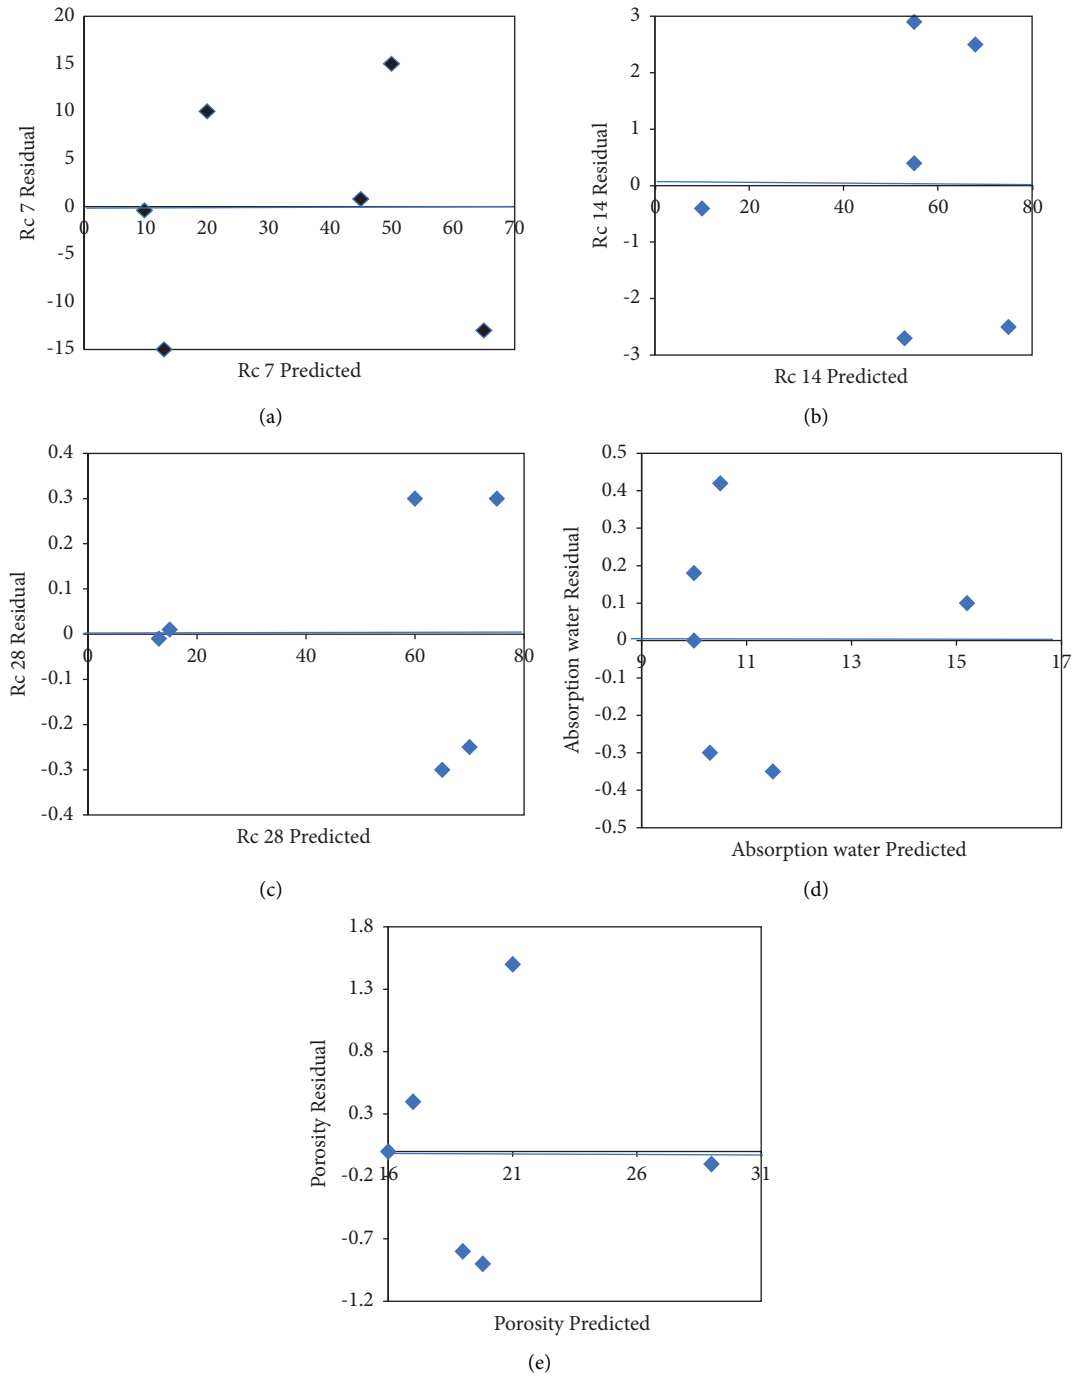 20
15
10
5
0
-5
-10
-15
0 10 20 30 40 50 60 70
Rc 7 Residual
Rc 7 Predicted
(a)
3
2
1
0
-1
-2
-3
0 20 40 60 80
Rc 14 Residual
Rc 14 Predicted
(b)
0.4
0.3
0.2
0.1
0
-0.1
-0.2
-0.3
-0.4
0 20 40 60 80
Rc 28 Residual
Rc 28 Predicted
(c)
0.5
0.4
0.3
0.2
0.1
0
-0.1
-0.2
-0.3
-0.4
-0.5
9 11 13 15 17
Absorption water Residual
Absorption water Predicted
(d)
1.8
1.3
0.8
0.3
-0.2
-0.7
-1.2
16 21 26 31
Porosity Residual
Porosity Predicted
(e)